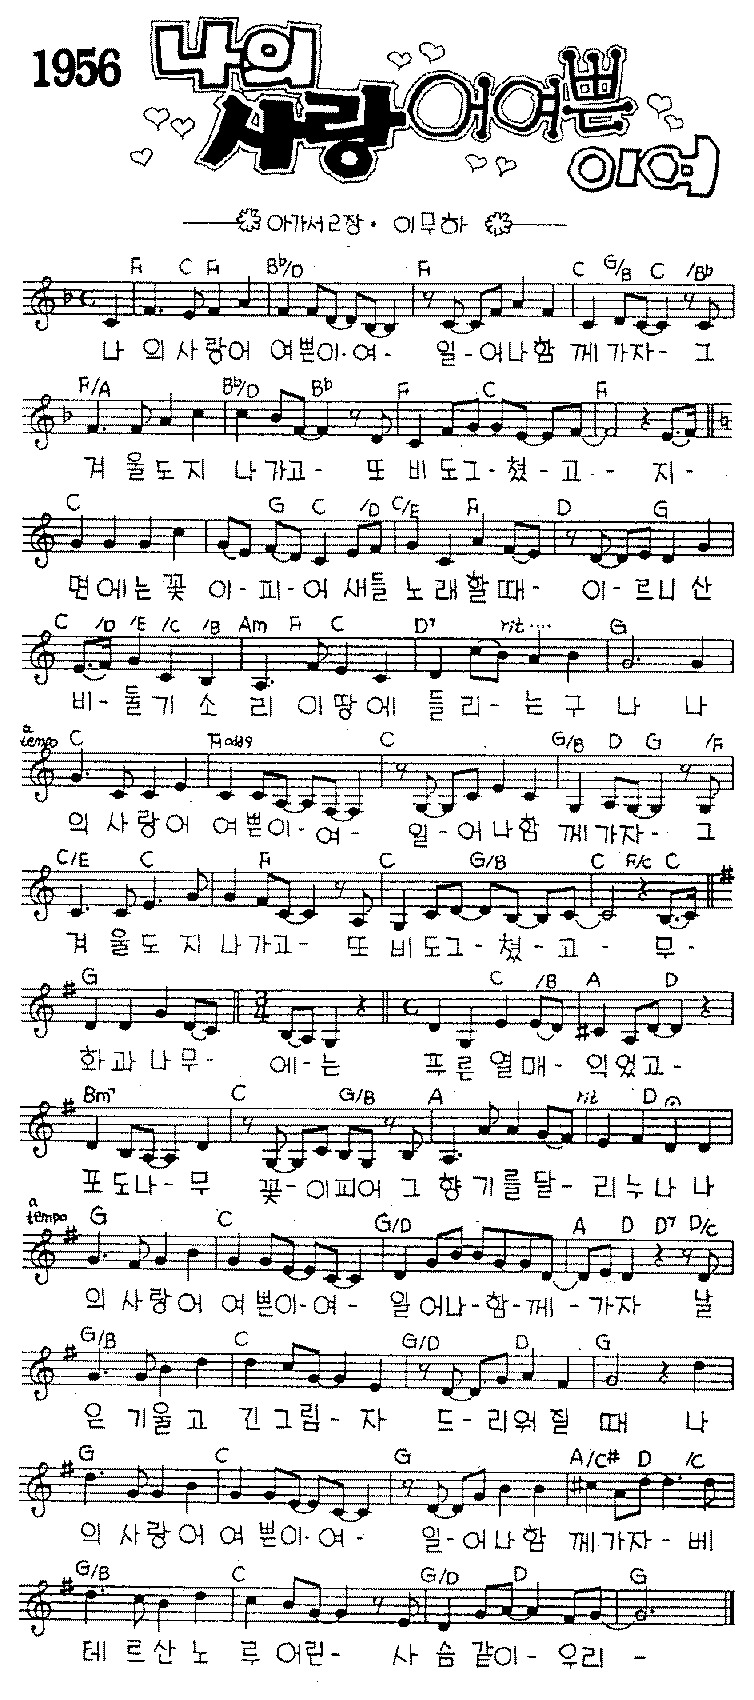 1956
나의
사랑 어여쁜
이여
아가서 2장 · 이무하
F C F B♭/D F C G/B C /B♭
나 의 사 랑 어 여 쁜 이 · 여 - 일 - 어 나 함 께 가 자 - 그
F/A B♭/D B♭ F C F
겨 울 도 지 나 가 고 - 또 비 도 그 - 쳤 - 고 - - 지 -
C G C /D C/E F D G
면 에 는 꽃 이 - 피 - 어 새 들 노 래 할 때 - 이 - 르 니 산
C /D /E /C /B Am F C D7 rit···· G
비 - 둘 기 소 리 이 땅 에 들 리 - 는 구 나 나
a tempo C Fadd9 C G/B D G /F
의 사 랑 어 여 쁜 이 - 여 - 일 - 어 나 함 께 가 자 - 그
C/E C F C G/B C F/C C
겨 울 도 지 나 가 고 - 또 비 도 그 - 쳤 - 고 - 무 -
G C /B A D
화 과 나 무 - 에 - 는 푸 른 열 매 - 익 었 고 -
Bm7 C G/B A rit D
포 도 나 - 무 꽃 - 이 피 어 그 향 기 를 날 - 리 누 나 나
a tempo G C G/D A D D7 D/C
의 사 랑 어 여 쁜 이 - 여 - 일 어 나 - 함 - 께 - 가 자 날
G/B C G/D D G
은 기 울 고 긴 그 림 - 자 드 - 리 워 질 때 나
G C G A/C# D /C
의 사 랑 어 여 쁜 이 · 여 - 일 - 어 나 함 께 가 자 - 베
G/B C G/D D G
데 르 산 노 루 어 린 - 사 슴 같 이 - 우 리 -